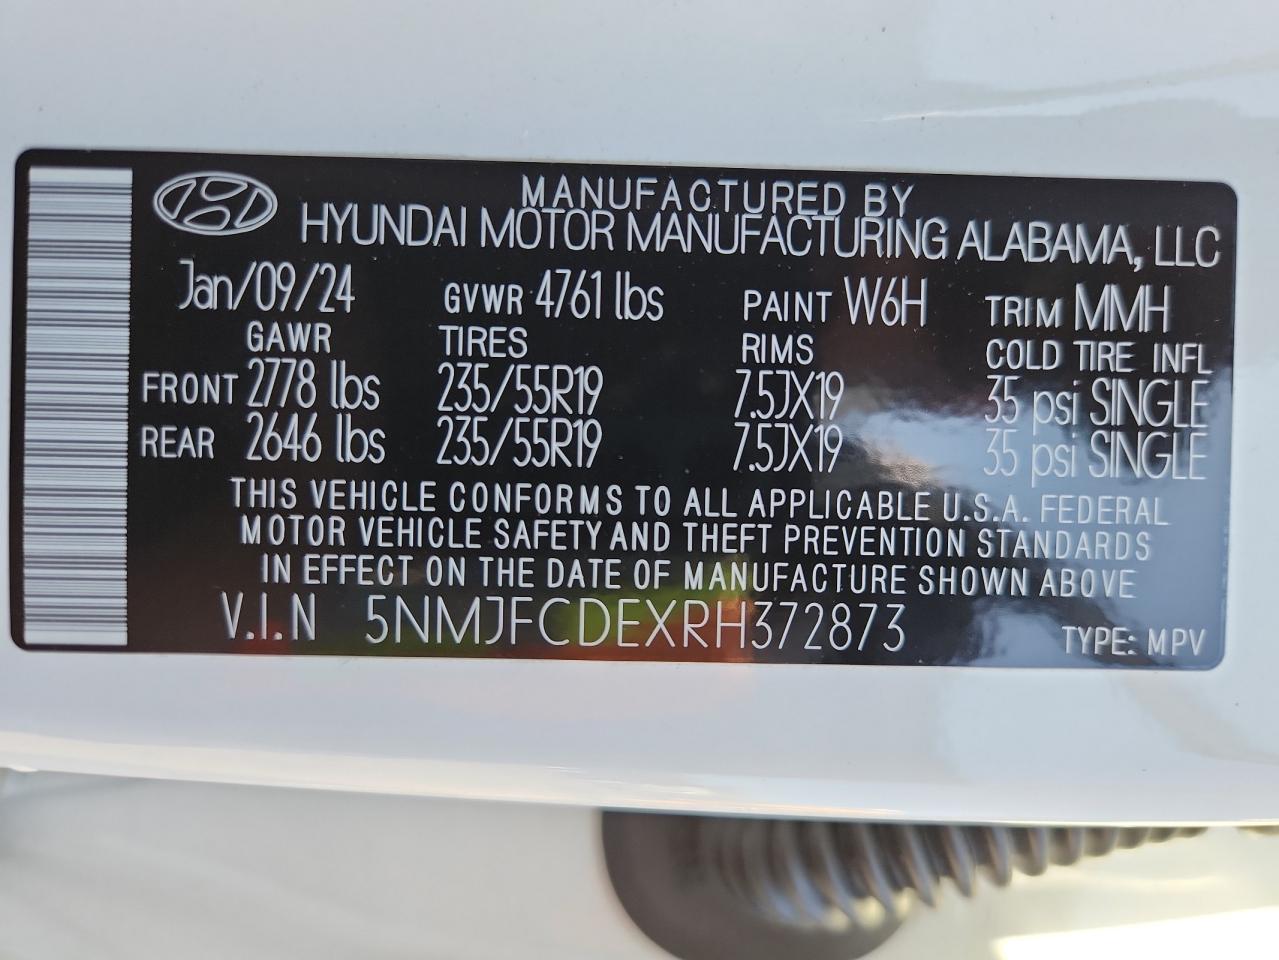 MANUFACTURED BY
HYUNDAI MOTOR MANUFACTURING ALABAMA, LLC
Jan/09/24 GVWR 4761 lbs PAINT W6H TRIM MMH
GAWR TIRES RIMS COLD TIRE INFL
FRONT 2778 lbs 235/55R19 7.5JX19 35 psi SINGLE
REAR 2646 lbs 235/55R19 7.5JX19 35 psi SINGLE
THIS VEHICLE CONFORMS TO ALL APPLICABLE U.S.A. FEDERAL
MOTOR VEHICLE SAFETY AND THEFT PREVENTION STANDARDS
IN EFFECT ON THE DATE OF MANUFACTURE SHOWN ABOVE
V.I.N 5NMJFCDEXRH372873 TYPE: MPV